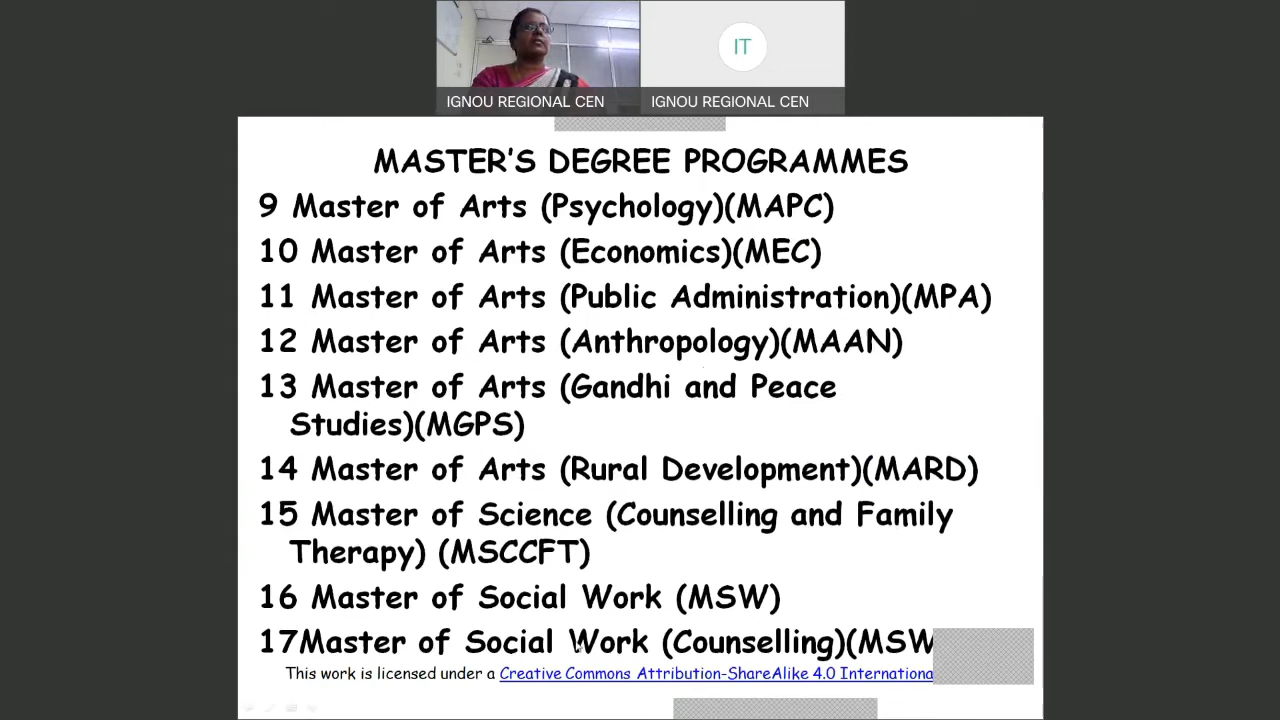 IT
IGNOU REGIONAL CEN
IGNOU REGIONAL CEN
MASTER'S DEGREE PROGRAMMES
9 Master of Arts (Psychology)(MAPC)
10 Master of Arts (Economics)(MEC)
11 Master of Arts (Public Administration)(MPA)
12 Master of Arts (Anthropology)(MAAN)
13 Master of Arts (Gandhi and Peace
Studies)(MGPS)
14 Master of Arts (Rural Development)(MARD)
15 Master of Science (Counselling and Family
Therapy) (MSCCFT)
16 Master of Social Work (MSW)
17Master of Social Work (Counselling)(MSW
This work is licensed under a Creative Commons Attribution-ShareAlike 4.0 Internationa